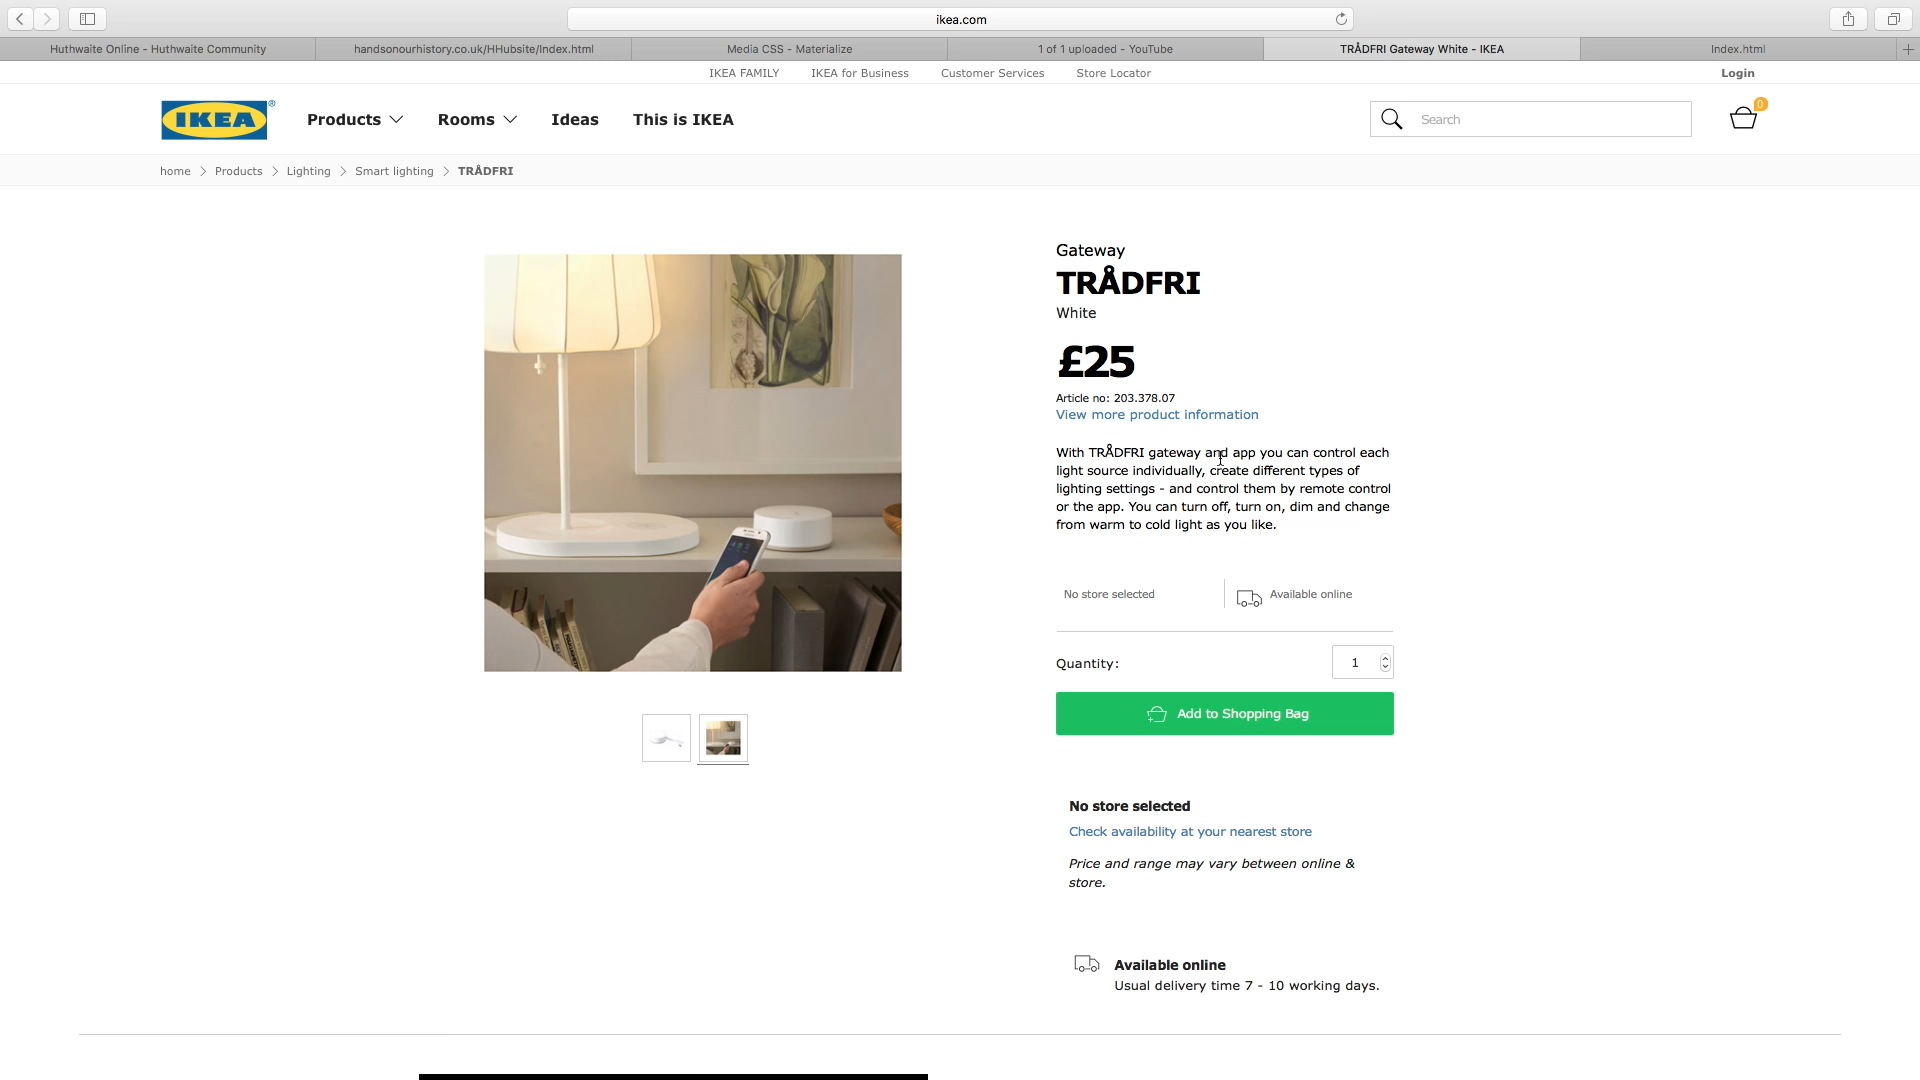 ikea.com
Huthwaite Online - Huthwaite Community
handsonourhistory.co.uk/HHubsite/Index.html
Media CSS - Materialize
1 of 1 uploaded - YouTube
TRÅDFRI Gateway White - IKEA
Index.html
IKEA FAMILY
IKEA for Business
Customer Services
Store Locator
Login
IKEA®
Products
Rooms
Ideas
This is IKEA
Search
0
home > Products > Lighting > Smart lighting > TRÅDFRI
Gateway
TRÅDFRI
White
£25
Article no: 203.378.07
View more product information
With TRÅDFRI gateway and app you can control each
light source individually, create different types of
lighting settings - and control them by remote control
or the app. You can turn off, turn on, dim and change
from warm to cold light as you like.
No store selected
Available online
Quantity:
1
Add to Shopping Bag
No store selected
Check availability at your nearest store
Price and range may vary between online &
store.
Available online
Usual delivery time 7 - 10 working days.